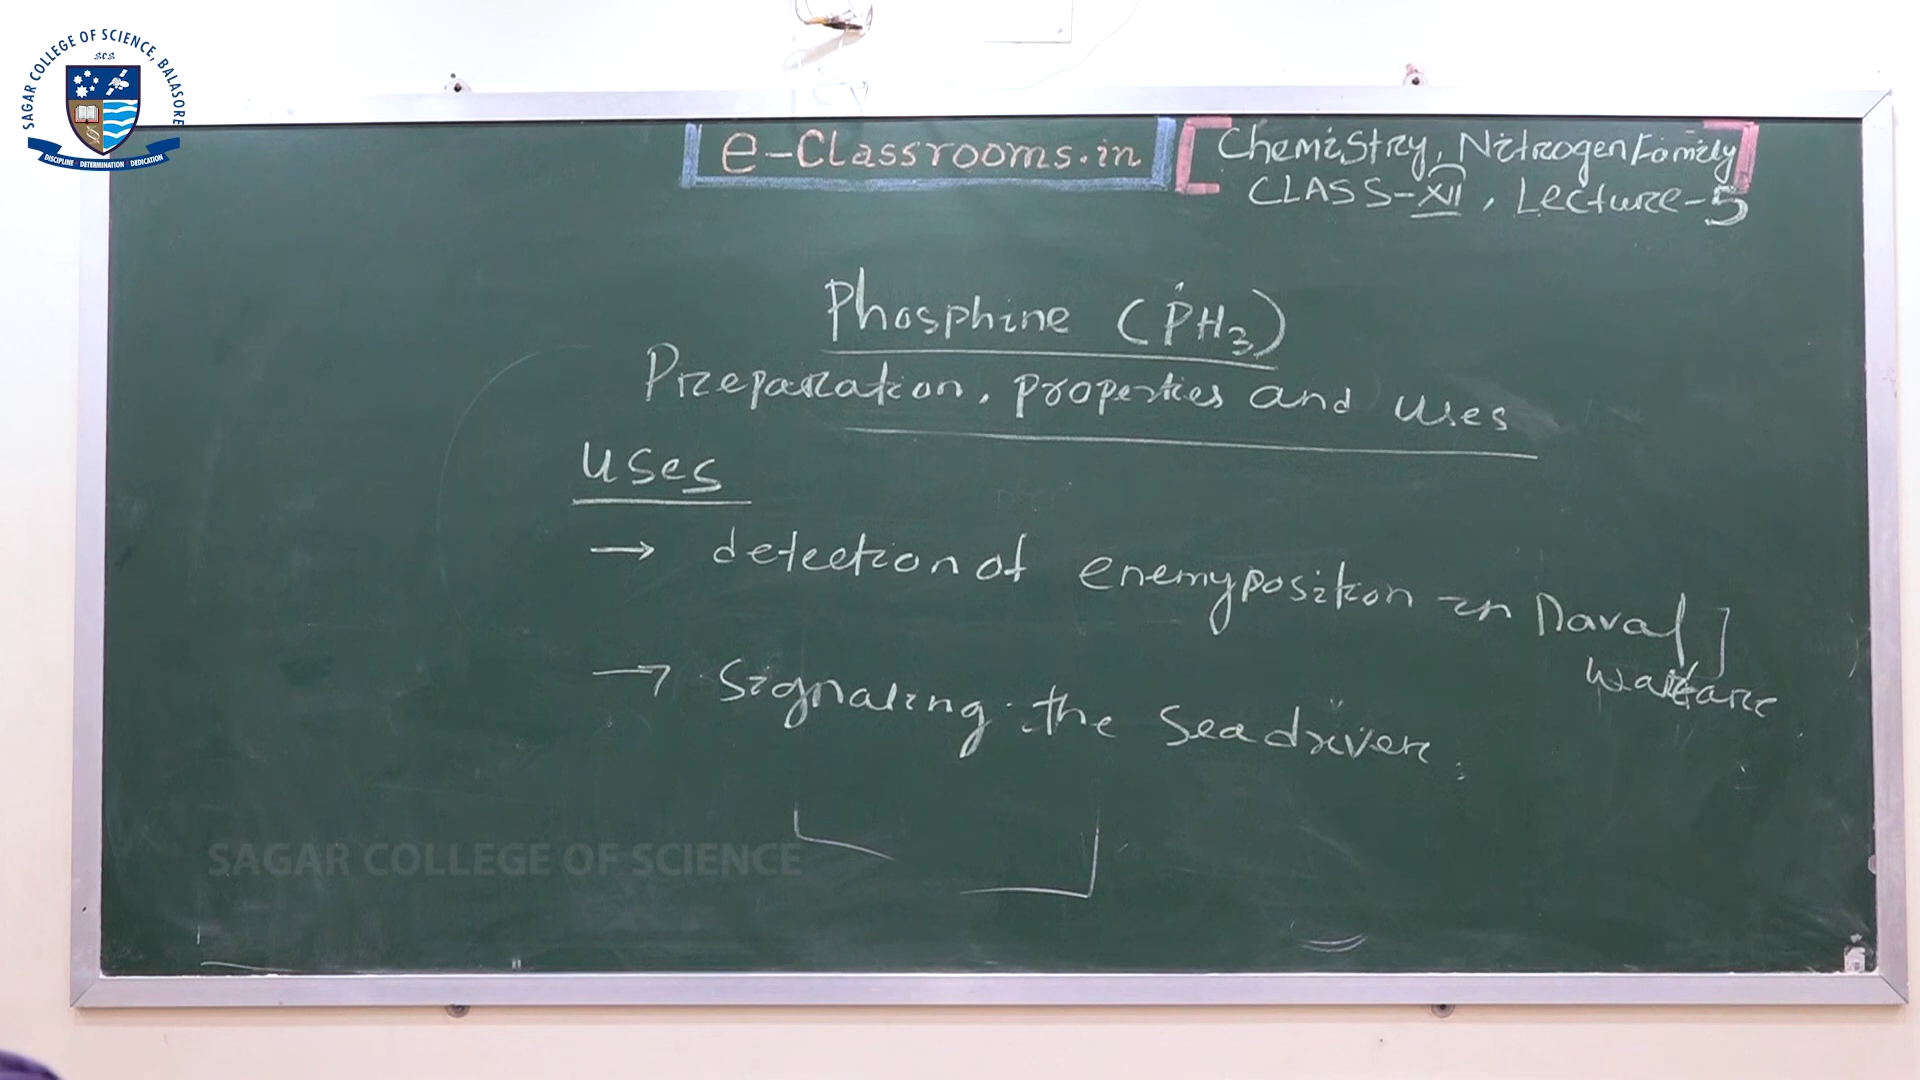 SAGAR COLLEGE OF SCIENCE, BALASORE
SCS
DISCIPLINE DETERMINATION DEDICATION
e-Classrooms.in
Chemistry, Nitrogen Family
CLASS-XII, Lecture-5
Phosphine (PH₃)
Preparation, properties and uses
uses
→ detection of enemy position in Naval
warfare
→ Signaling the Sea driver.
SAGAR COLLEGE OF SCIENCE